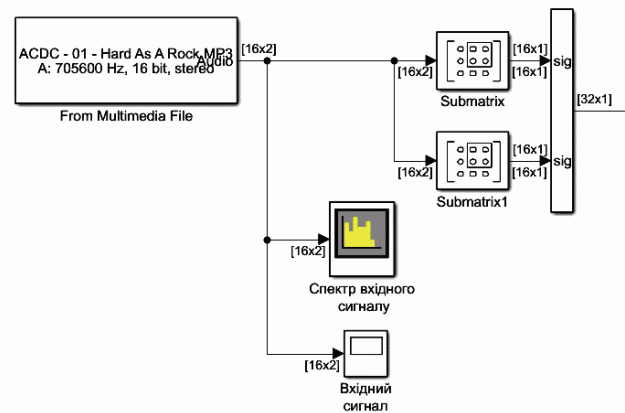 ACDC - 01 - Hard As A Rock.MP3
A: 705600 Hz, 16 bit, stereo
Audio
From Multimedia File
[16x2]
[16x2]
Submatrix
[16x1]
[16x1]
sig
[32x1]
[16x2]
Submatrix1
[16x1]
[16x1]
sig
[16x2]
Спектр вхідного
сигналу
[16x2]
Вхідний
сигнал